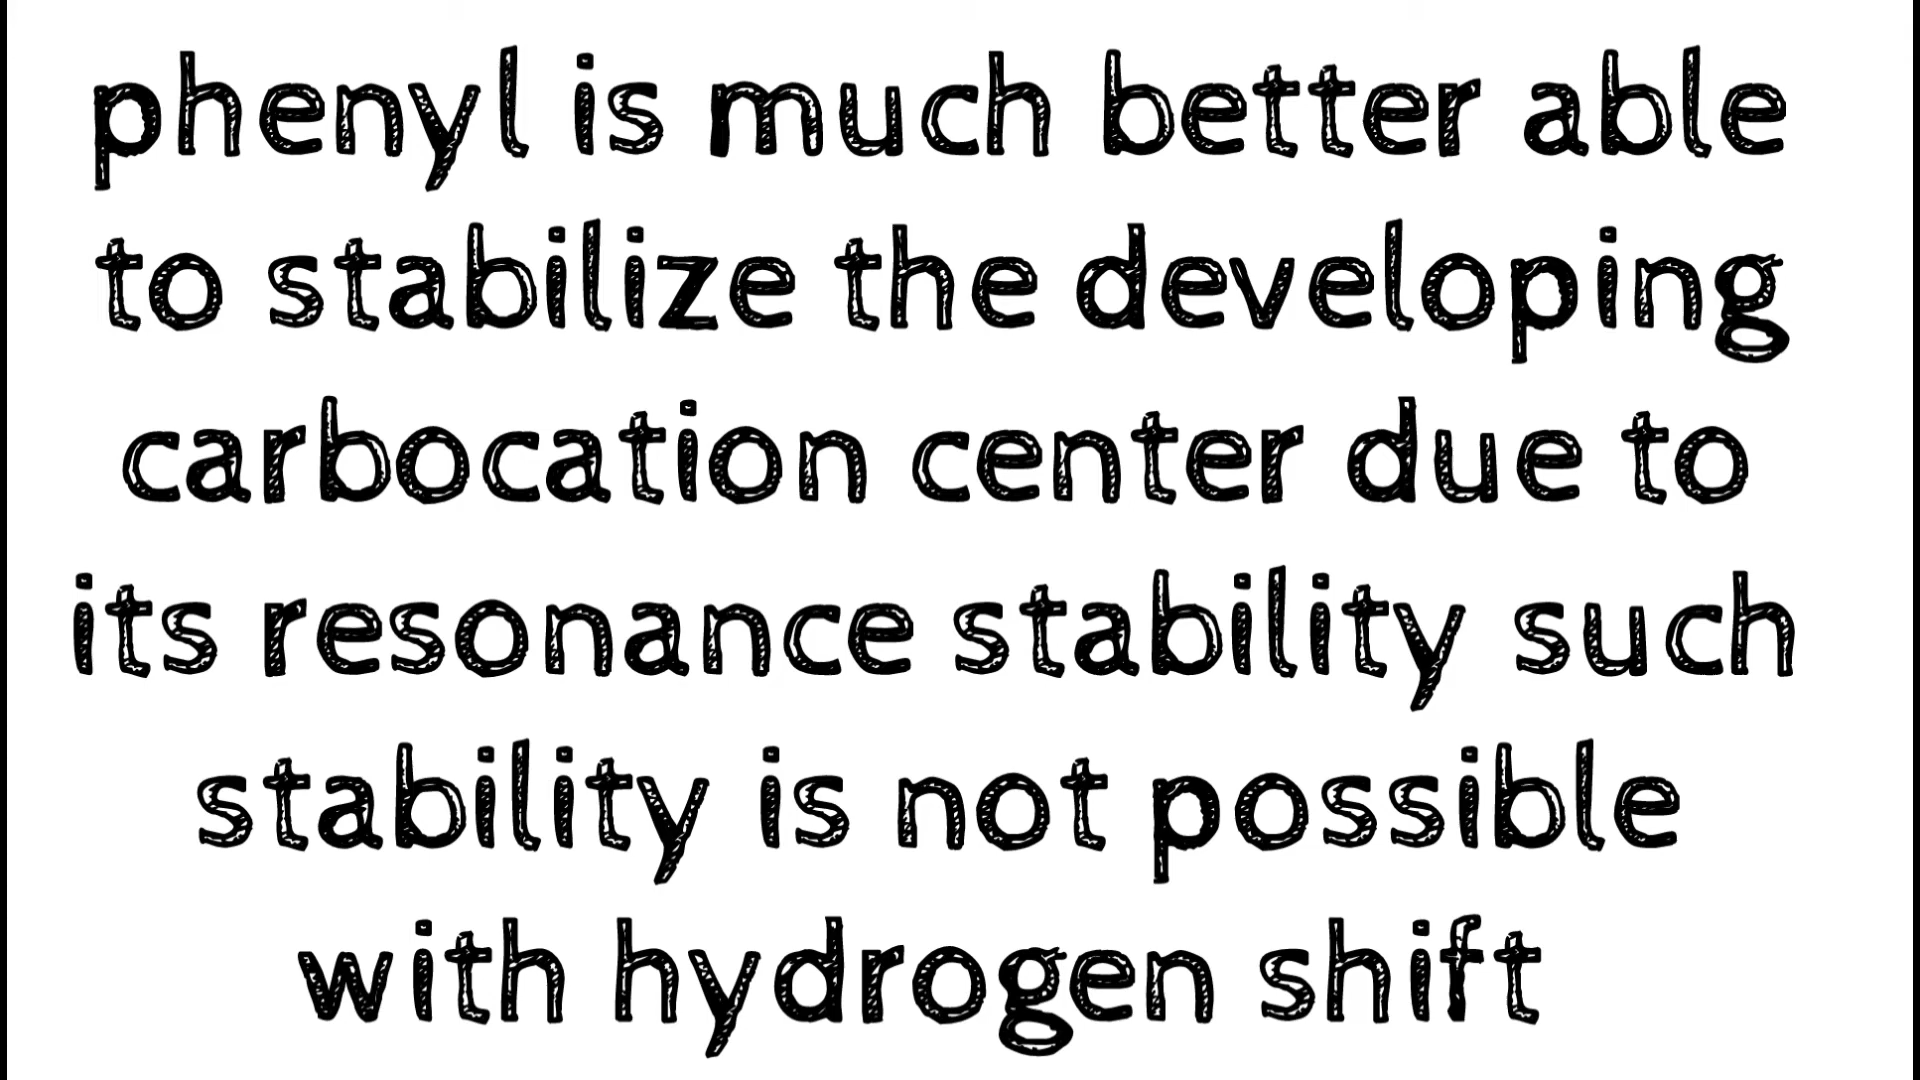 phenyl is much better able
to stabilize the developing
carbocation center due to
its resonance stability such
stability is not possible
with hydrogen shift